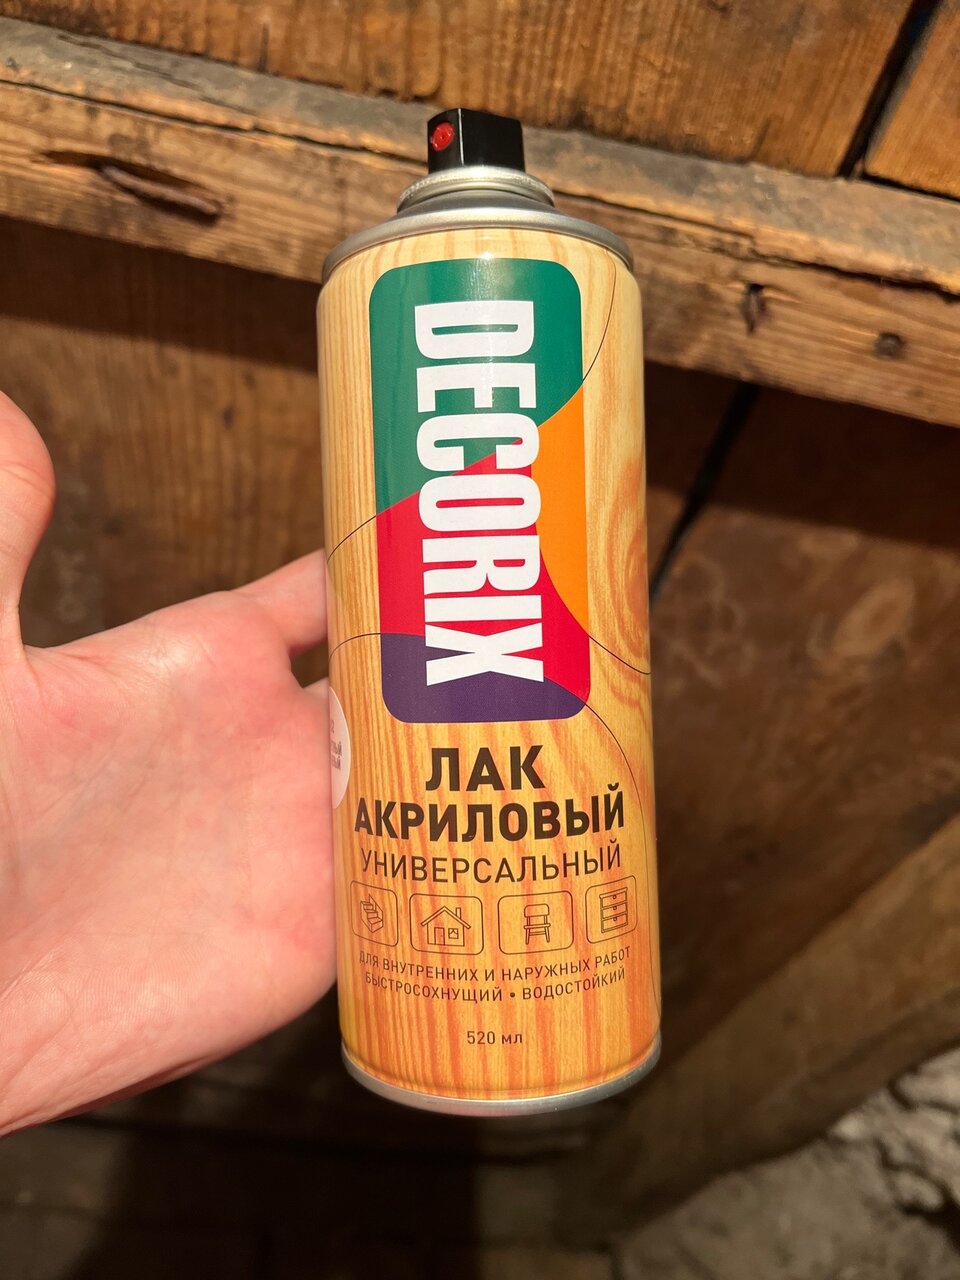 DECORIX
ЛАК
АКРИЛОВЫЙ
УНИВЕРСАЛЬНЫЙ
ДЛЯ ВНУТРЕННИХ И НАРУЖНЫХ РАБОТ
БЫСТРОСОХНУЩИЙ • ВОДОСТОЙКИЙ
520 мл